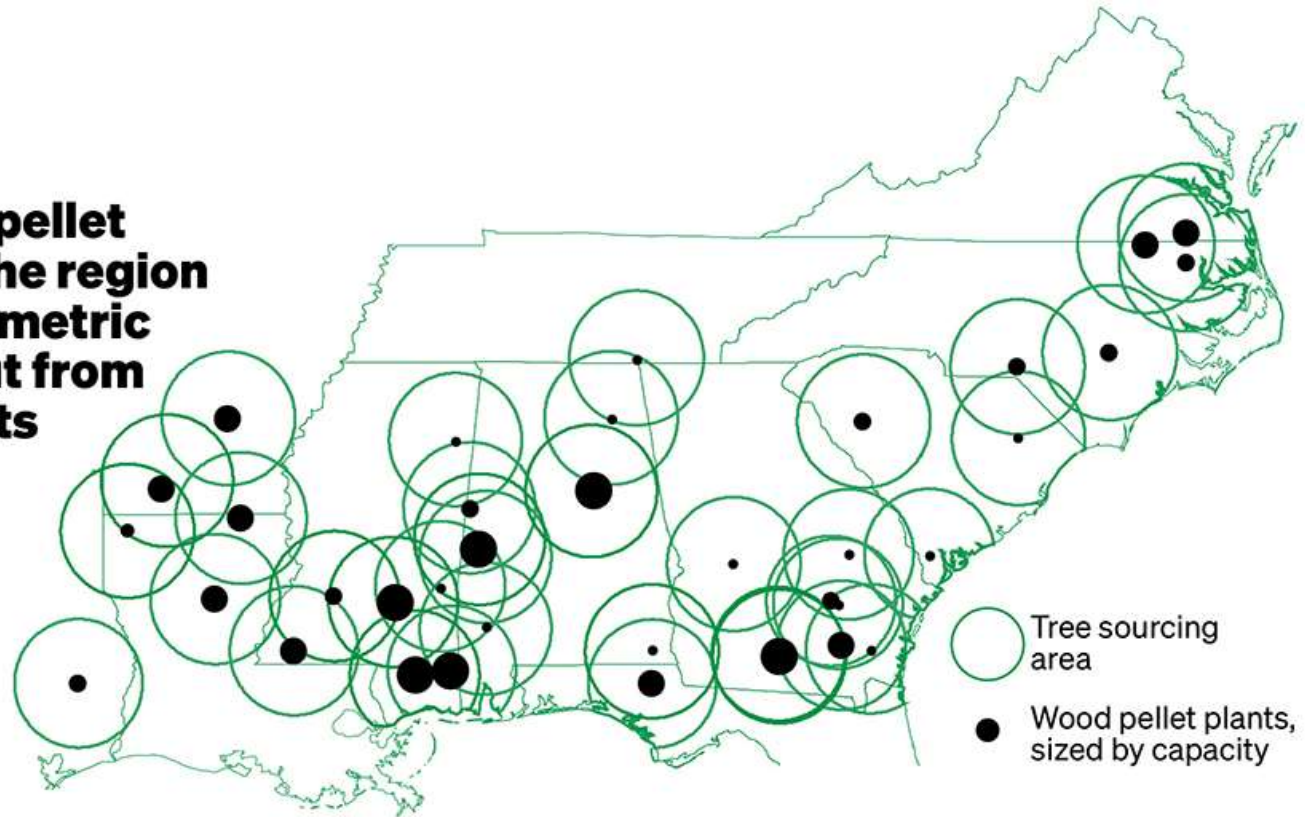 pellet
he region
metric
t from
ts
Tree sourcing
area
Wood pellet plants,
sized by capacity